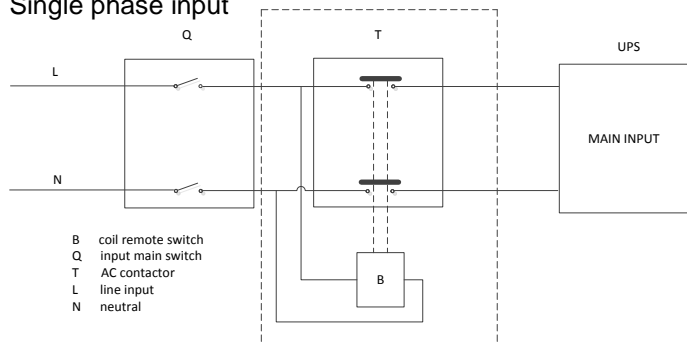 Single phase input
Q
T
UPS
L
MAIN INPUT
N
B coil remote switch
Q input main switch
T AC contactor
L line input
N neutral
B